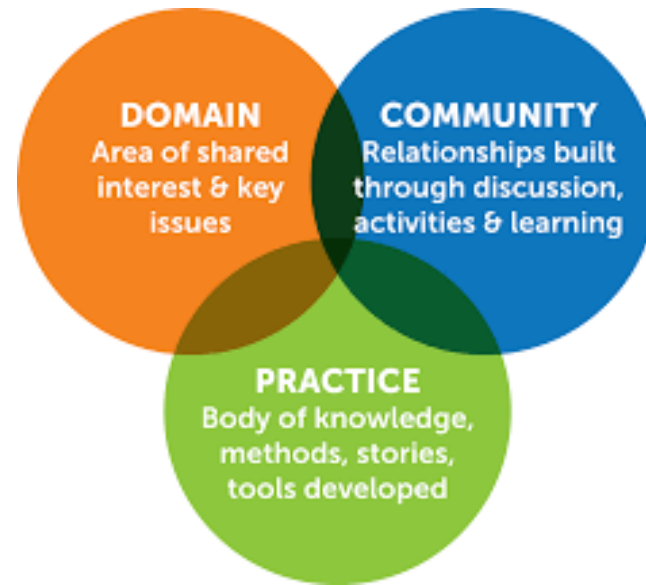 DOMAIN
Area of shared
interest & key
issues
COMMUNITY
Relationships built
through discussion,
activities & learning
PRACTICE
Body of knowledge,
methods, stories,
tools developed